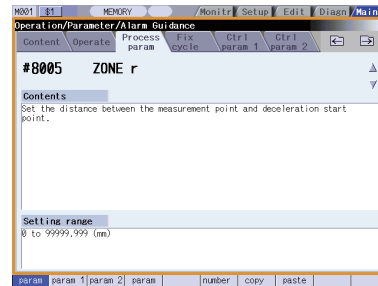 M001 $1 MEMORY Monitr Setup Edit Diagn Main
Operation/Parameter/Alarm Guidance
Content Operate Process param Fix cycle Ctrl param 1 Ctrl param 2
#8005 ZONE r
Contents
Set the distance between the measurement point and deceleration start
point.
Setting range
0 to 99999.999 (mm)
param param 1 param 2 param number copy paste